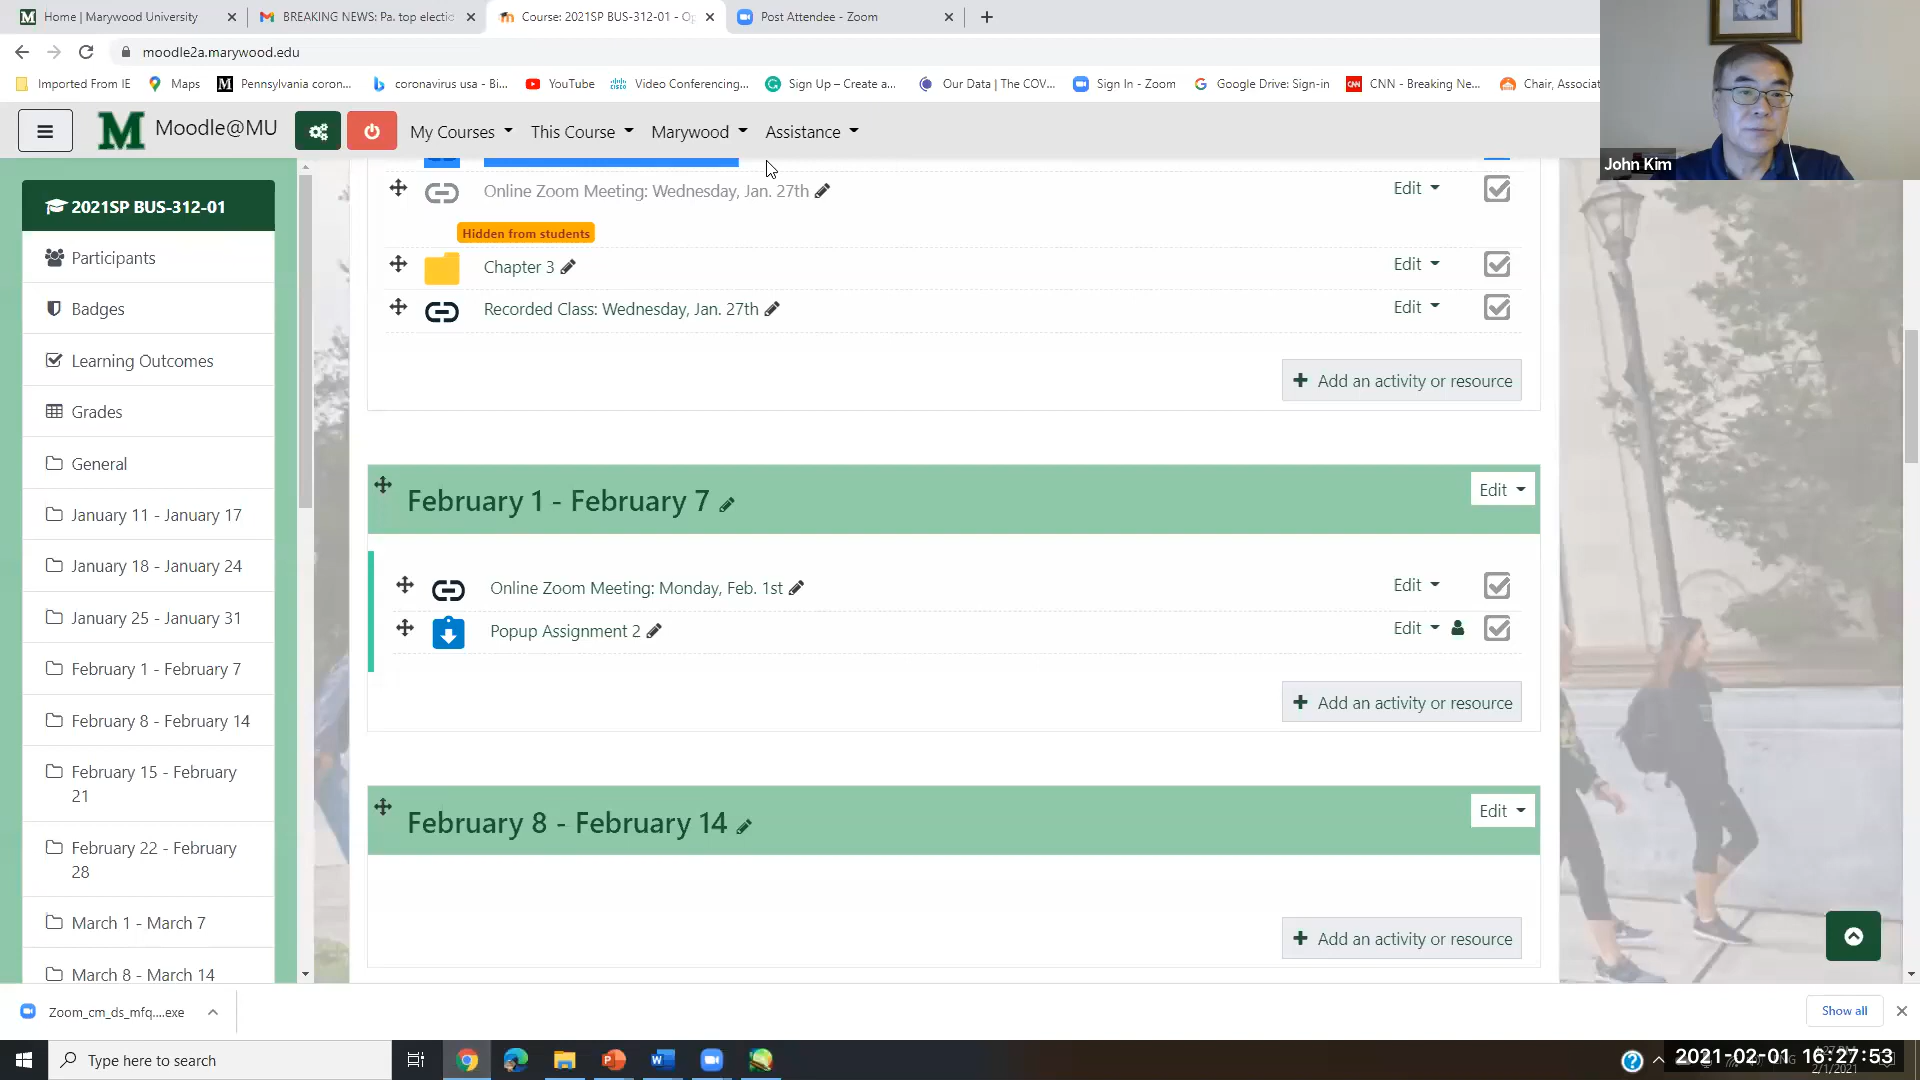 Home | Marywood University
BREAKING NEWS: Pa. top electio
Course: 2021SP BUS-312-01 - Op
Post Attendee - Zoom
moodle2a.marywood.edu
Imported From IE
Maps
Pennsylvania coron...
coronavirus usa - Bi...
YouTube
Video Conferencing...
Sign Up – Create a...
Our Data | The COV...
Sign In - Zoom
Google Drive: Sign-in
CNN - Breaking Ne...
Chair, Associat
John Kim
M
Moodle@MU
My Courses
This Course
Marywood
Assistance
2021SP BUS-312-01
Participants
Badges
Learning Outcomes
Grades
General
January 11 - January 17
January 18 - January 24
January 25 - January 31
February 1 - February 7
February 8 - February 14
February 15 - February
21
February 22 - February
28
March 1 - March 7
March 8 - March 14
Online Zoom Meeting: Wednesday, Jan. 27th
Edit
Hidden from students
Chapter 3
Edit
Recorded Class: Wednesday, Jan. 27th
Edit
+ Add an activity or resource
February 1 - February 7
Edit
Online Zoom Meeting: Monday, Feb. 1st
Edit
Popup Assignment 2
Edit
+ Add an activity or resource
February 8 - February 14
Edit
+ Add an activity or resource
Zoom_cm_ds_mfq....exe
Show all
Type here to search
2021-02-01 16:27:53
2/1/2021